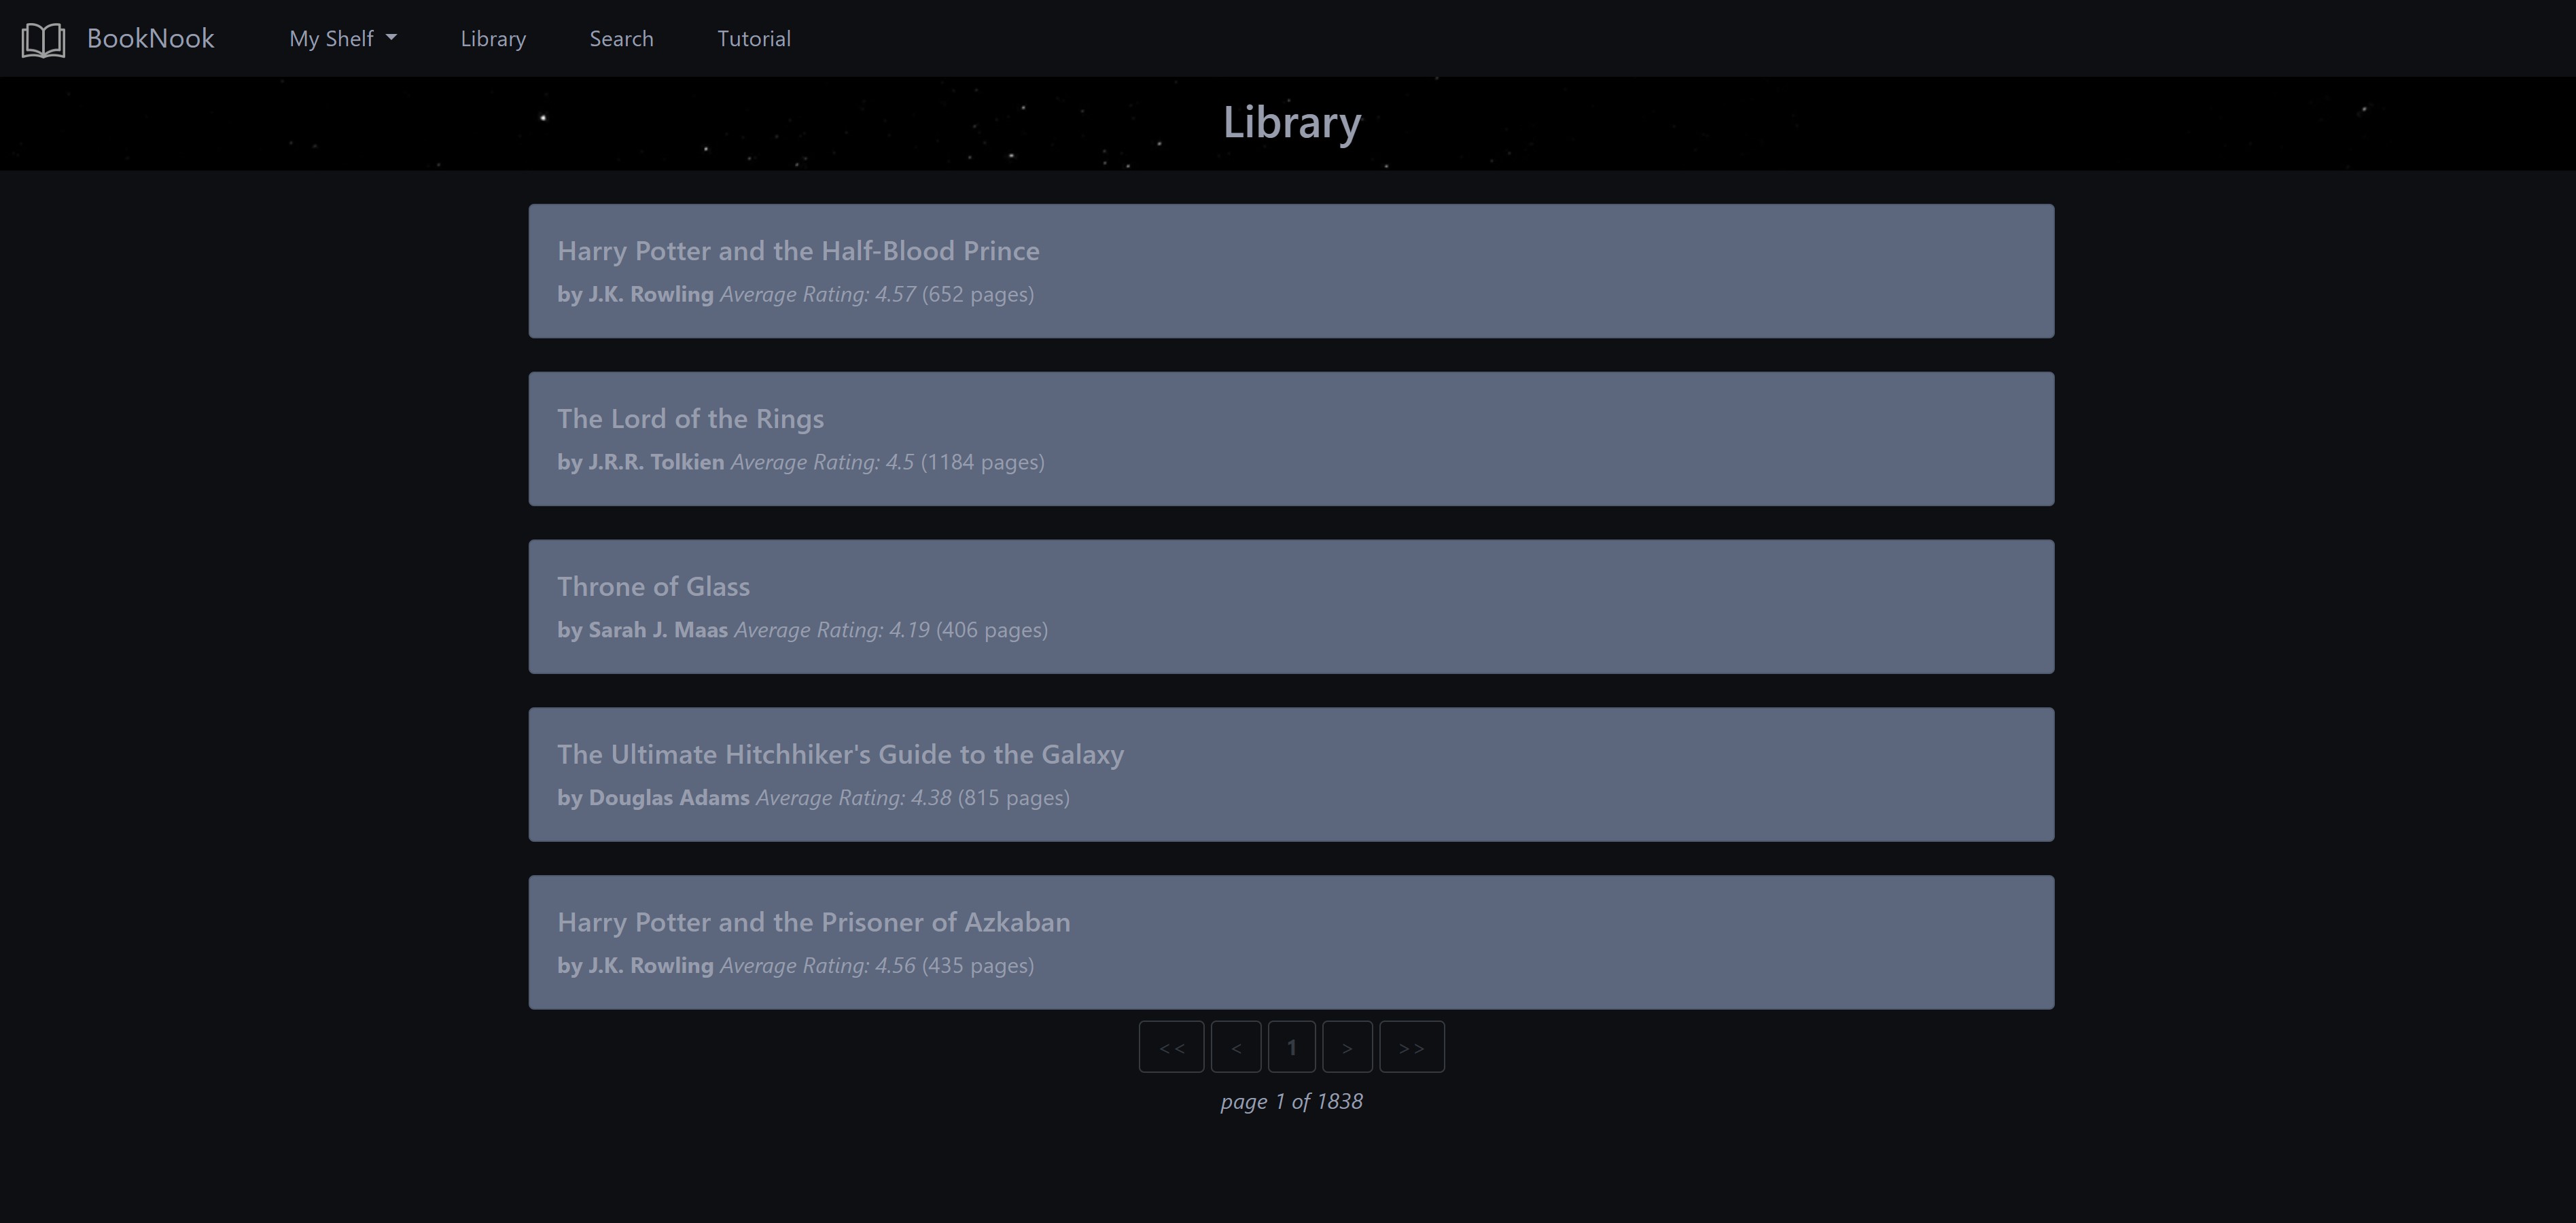 BookNook My Shelf Library Search Tutorial
Library
Harry Potter and the Half-Blood Prince
by J.K. Rowling Average Rating: 4.57 (652 pages)
The Lord of the Rings
by J.R.R. Tolkien Average Rating: 4.5 (1184 pages)
Throne of Glass
by Sarah J. Maas Average Rating: 4.19 (406 pages)
The Ultimate Hitchhiker's Guide to the Galaxy
by Douglas Adams Average Rating: 4.38 (815 pages)
Harry Potter and the Prisoner of Azkaban
by J.K. Rowling Average Rating: 4.56 (435 pages)
<< < 1 > >>
page 1 of 1838